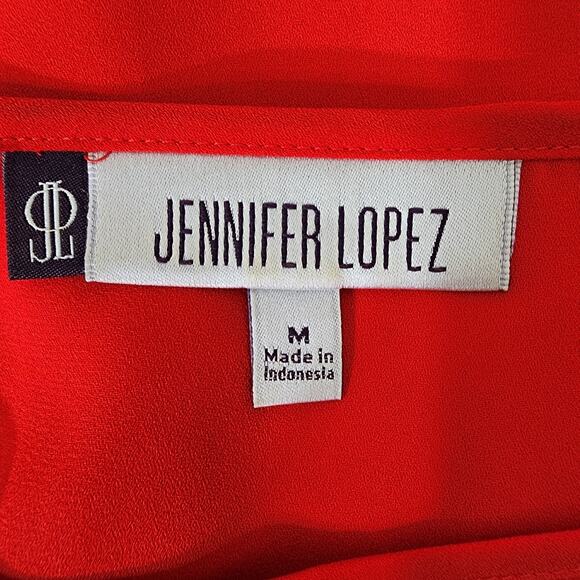 JL
JENNIFER LOPEZ
M
Made in
Indonesia